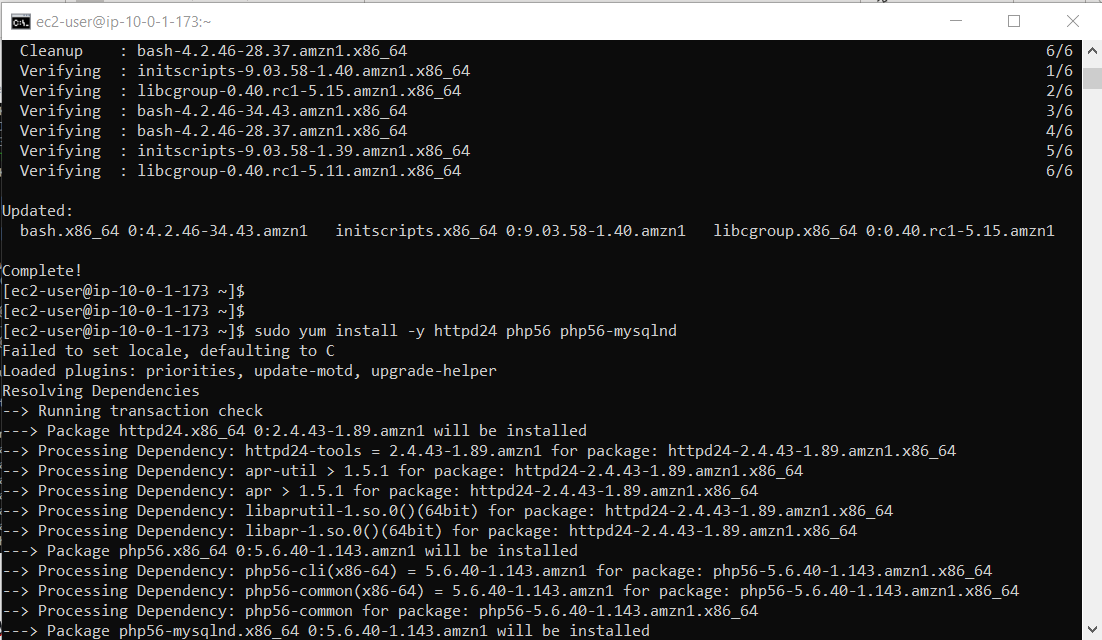 ec2-user@ip-10-0-1-173:~
Cleanup    : bash-4.2.46-28.37.amzn1.x86_64 6/6
Verifying  : initscripts-9.03.58-1.40.amzn1.x86_64 1/6
Verifying  : libcgroup-0.40.rc1-5.15.amzn1.x86_64 2/6
Verifying  : bash-4.2.46-34.43.amzn1.x86_64 3/6
Verifying  : bash-4.2.46-28.37.amzn1.x86_64 4/6
Verifying  : initscripts-9.03.58-1.39.amzn1.x86_64 5/6
Verifying  : libcgroup-0.40.rc1-5.11.amzn1.x86_64 6/6
Updated:
bash.x86_64 0:4.2.46-34.43.amzn1   initscripts.x86_64 0:9.03.58-1.40.amzn1   libcgroup.x86_64 0:0.40.rc1-5.15.amzn1
Complete!
[ec2-user@ip-10-0-1-173 ~]$
[ec2-user@ip-10-0-1-173 ~]$
[ec2-user@ip-10-0-1-173 ~]$ sudo yum install -y httpd24 php56 php56-mysqlnd
Failed to set locale, defaulting to C
Loaded plugins: priorities, update-motd, upgrade-helper
Resolving Dependencies
--> Running transaction check
---> Package httpd24.x86_64 0:2.4.43-1.89.amzn1 will be installed
--> Processing Dependency: httpd24-tools = 2.4.43-1.89.amzn1 for package: httpd24-2.4.43-1.89.amzn1.x86_64
--> Processing Dependency: apr-util > 1.5.1 for package: httpd24-2.4.43-1.89.amzn1.x86_64
--> Processing Dependency: apr > 1.5.1 for package: httpd24-2.4.43-1.89.amzn1.x86_64
--> Processing Dependency: libaprutil-1.so.0()(64bit) for package: httpd24-2.4.43-1.89.amzn1.x86_64
--> Processing Dependency: libapr-1.so.0()(64bit) for package: httpd24-2.4.43-1.89.amzn1.x86_64
---> Package php56.x86_64 0:5.6.40-1.143.amzn1 will be installed
--> Processing Dependency: php56-cli(x86-64) = 5.6.40-1.143.amzn1 for package: php56-5.6.40-1.143.amzn1.x86_64
--> Processing Dependency: php56-common(x86-64) = 5.6.40-1.143.amzn1 for package: php56-5.6.40-1.143.amzn1.x86_64
--> Processing Dependency: php56-common for package: php56-5.6.40-1.143.amzn1.x86_64
---> Package php56-mysqlnd.x86_64 0:5.6.40-1.143.amzn1 will be installed